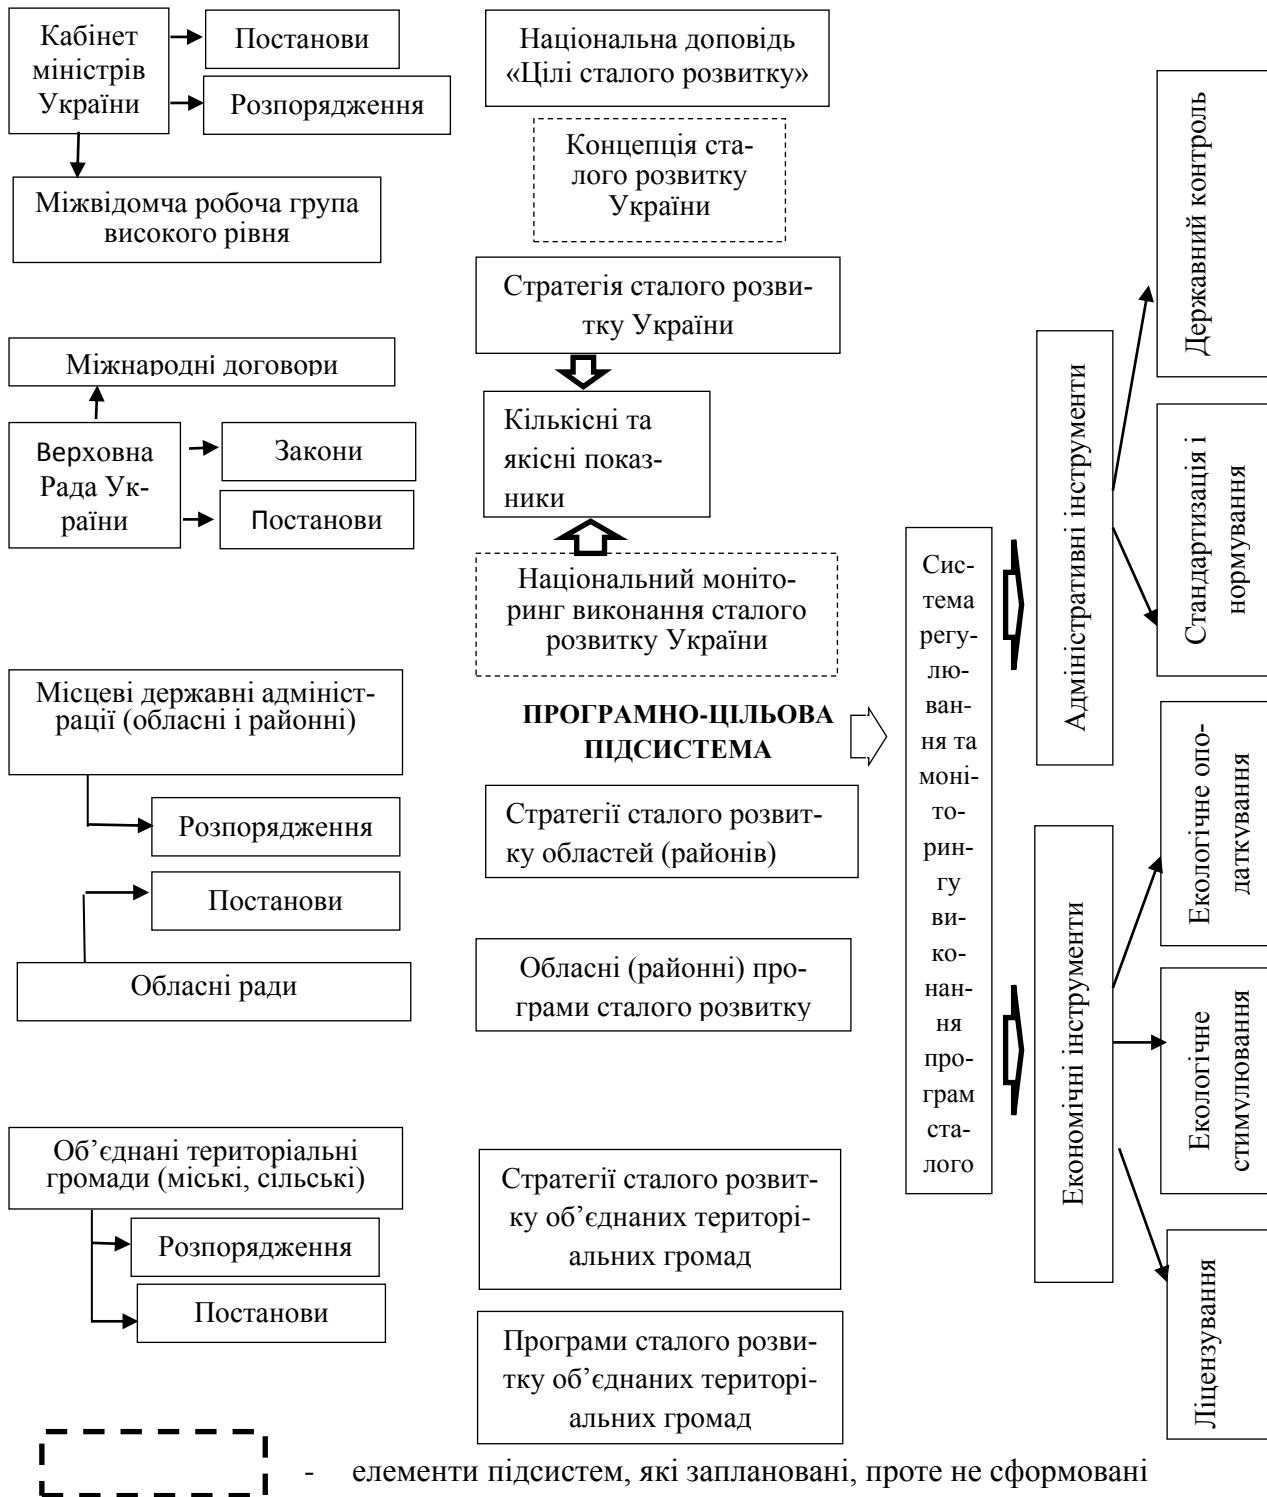 Кабінет
міністрів
України
Постанови
Розпорядження
Міжвідомча робоча група
високого рівня
Міжнародні договори
Верховна
Рада Ук-
раїни
Закони
Постанови
Місцеві державні адмініст-
рації (обласні і районні)
Розпорядження
Постанови
Обласні ради
Об’єднані територіальні
громади (міські, сільські)
Розпорядження
Постанови
Національна доповідь
«Цілі сталого розвитку»
Концепція ста-
лого розвитку
України
Стратегія сталого розви-
тку України
Кількісні та
якісні показ-
ники
Національний моніто-
ринг виконання сталого
розвитку України
ПРОГРАМНО-ЦІЛЬОВА
ПІДСИСТЕМА
Стратегії сталого розвит-
ку областей (районів)
Обласні (районні) про-
грами сталого розвитку
Стратегії сталого розвит-
ку об’єднаних територі-
альних громад
Програми сталого розви-
тку об’єднаних територі-
альних громад
Сис-
тема
регу-
лю-
ван-
ня та
моні-
то-
рин-
гу
ви-
ко-
нан-
ня
про-
грам
ста-
лого
Адміністративні інструменти
Економічні інструменти
Державний контроль
Стандартизація і
нормування
Екологічне опо-
даткування
Екологічне
стимулювання
Ліцензування
- елементи підсистем, які заплановані, проте не сформовані